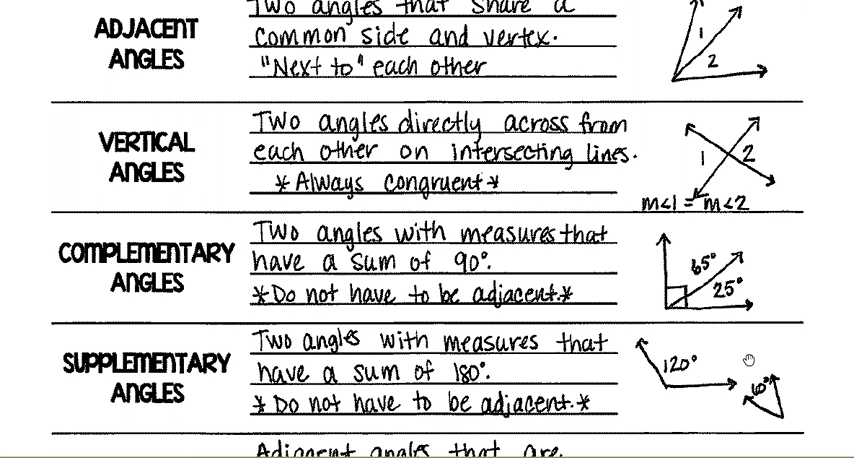 Two angles that share a
ADJACENT
ANGLES
common side and vertex.
"Next to" each other
1
2
VERTICAL
ANGLES
Two angles directly across from
each other on intersecting lines.
*Always congruent*
1 2
m<1 = m<2
COMPLEMENTARY
ANGLES
Two angles with measures that
have a sum of 90°.
*Do not have to be adjacent.*
65°
25°
SUPPLEMENTARY
ANGLES
Two angles with measures that
have a sum of 180°.
*Do not have to be adjacent.*
120°
60°
Adjacent angles that are